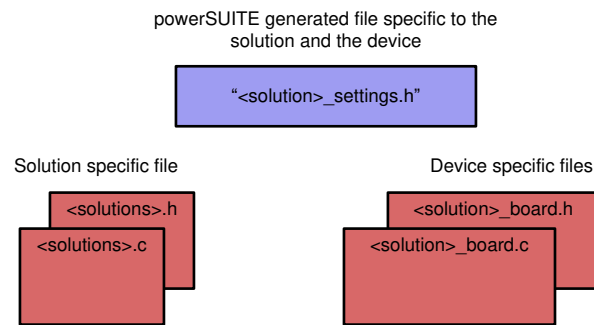 powerSUITE generated file specific to the
solution and the device
“<solution>_settings.h”
Solution specific file
<solutions>.h
<solutions>.c
Device specific files
<solution>_board.h
<solution>_board.c